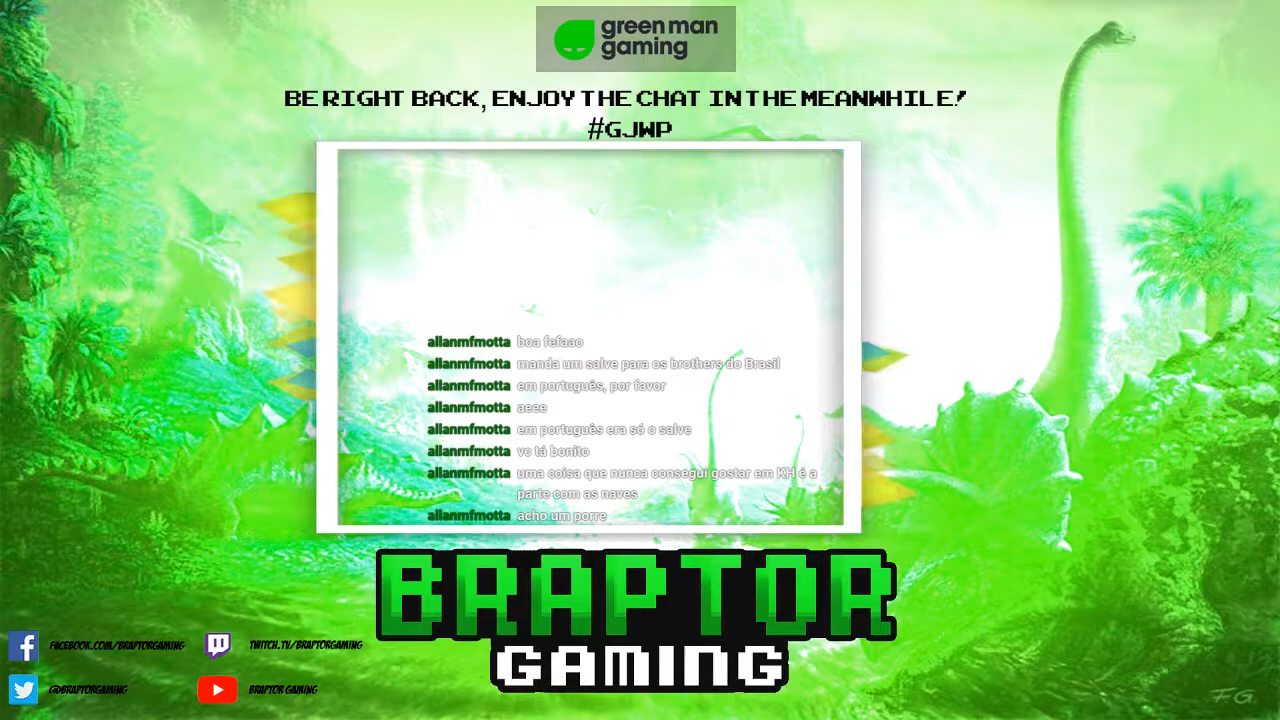 green man
gaming
BE RIGHT BACK, ENJOY THE CHAT IN THE MEANWHILE!
#GJWP
allanmfmotta boa fefaao
allanmfmotta manda um salve para os brothers do Brasil
allanmfmotta em português, por favor
allanmfmotta aeee
allanmfmotta em português era só o salve
allanmfmotta vc tá bonito
allanmfmotta uma coisa que nunca consegui gostar em KH é a
parte com as naves
allanmfmotta acho um porre
BRAPTOR
GAMING
FACEBOOK.COM/BRAPTORGAMING
TWITCH.TV/BRAPTORGAMING
@BRAPTORGAMING
BRAPTOR GAMING
F.G.